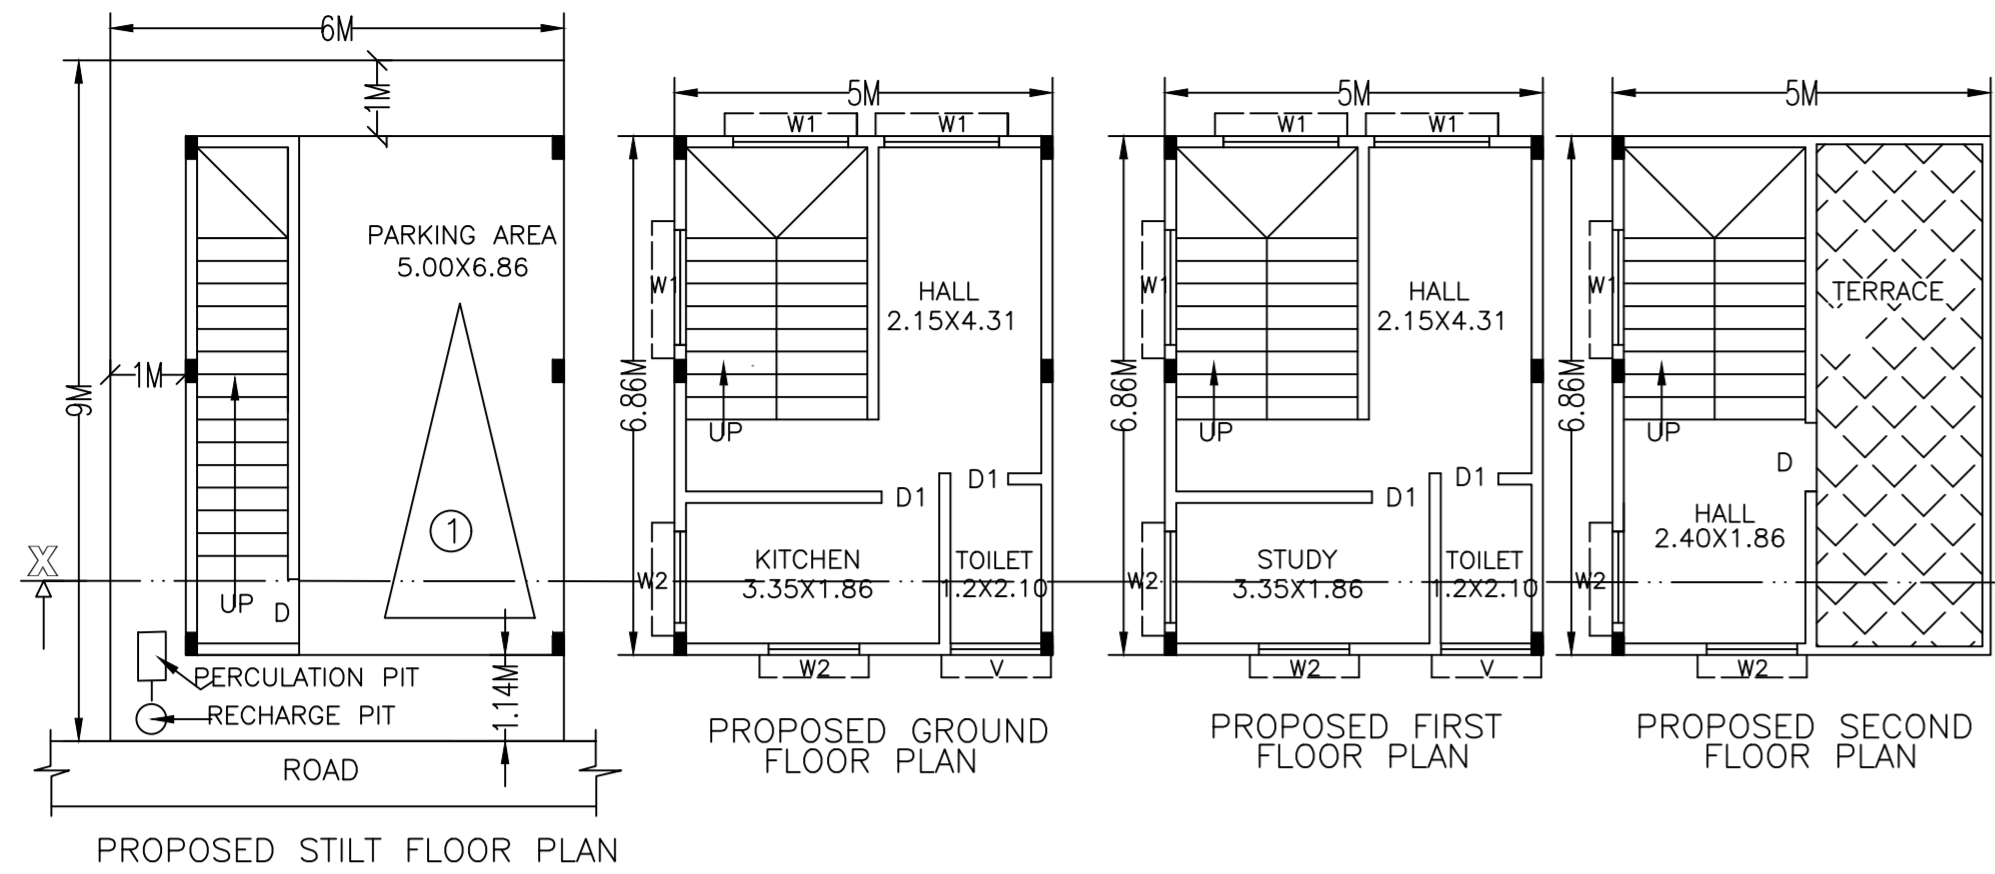 6M
1M
PARKING AREA
5.00X6.86
1M
9M
1
X
UP
D
PERCULATION PIT
RECHARGE PIT
1.14M
ROAD
PROPOSED STILT FLOOR PLAN
5M
W1
W1
W1
HALL
2.15X4.31
6.86M
UP
D1
D1
KITCHEN
3.35X1.86
TOILET
1.2X2.10
W2
W2
V
PROPOSED GROUND
FLOOR PLAN
5M
W1
W1
W1
HALL
2.15X4.31
6.86M
UP
D1
D1
STUDY
3.35X1.86
TOILET
1.2X2.10
W2
W2
V
PROPOSED FIRST
FLOOR PLAN
5M
W1
TERRACE
6.86M
UP
D
HALL
2.40X1.86
W2
W2
PROPOSED SECOND
FLOOR PLAN